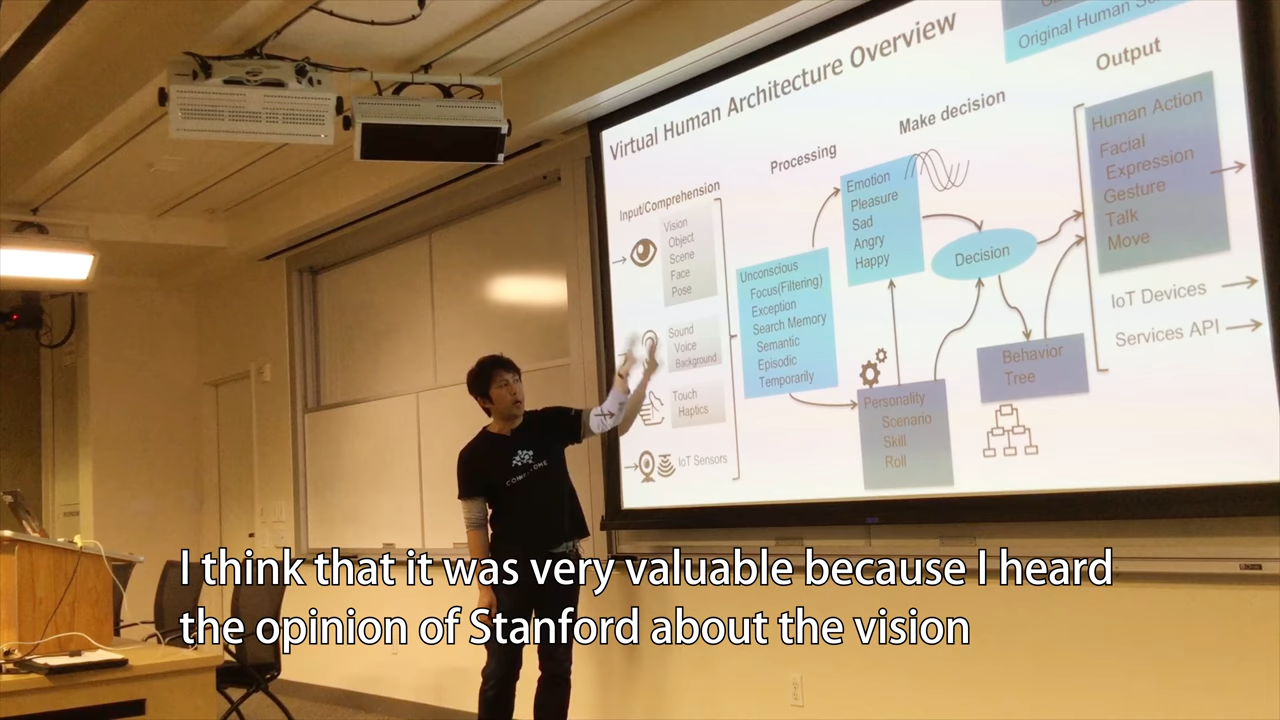 Virtual Human Architecture Overview
Original Human
Input/Comprehension
Vision
Object
Scene
Face
Pose
Sound
Voice
Background
Touch
Haptics
IoT Sensors
Processing
Unconscious
Focus(Filtering)
Exception
Search Memory
Semantic
Episodic
Temporarily
Make decision
Emotion
Pleasure
Sad
Angry
Happy
Personality
Scenario
Skill
Roll
Decision
Behavior
Tree
Output
Human Action
Facial
Expression
Gesture
Talk
Move
IoT Devices
Services API
I think that it was very valuable because I heard
the opinion of Stanford about the vision